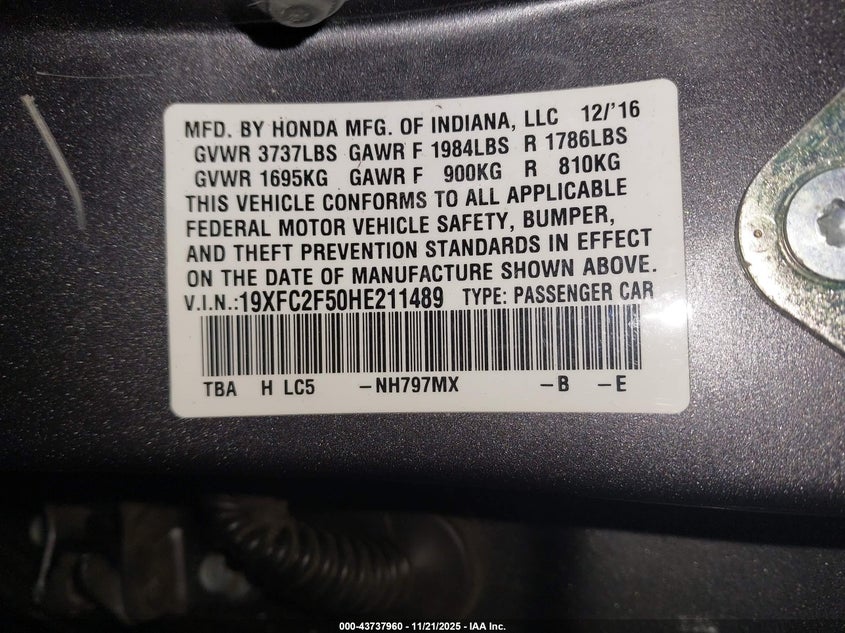 MFD. BY HONDA MFG. OF INDIANA, LLC 12/'16
GVWR 3737LBS GAWR F 1984LBS R 1786LBS
GVWR 1695KG GAWR F 900KG R 810KG
THIS VEHICLE CONFORMS TO ALL APPLICABLE
FEDERAL MOTOR VEHICLE SAFETY, BUMPER,
AND THEFT PREVENTION STANDARDS IN EFFECT
ON THE DATE OF MANUFACTURE SHOWN ABOVE.
V.I.N.:19XFC2F50HE211489 TYPE: PASSENGER CAR
TBA H LC5 –NH797MX –B –E
000-43737960 - 11/21/2025 - IAA Inc.